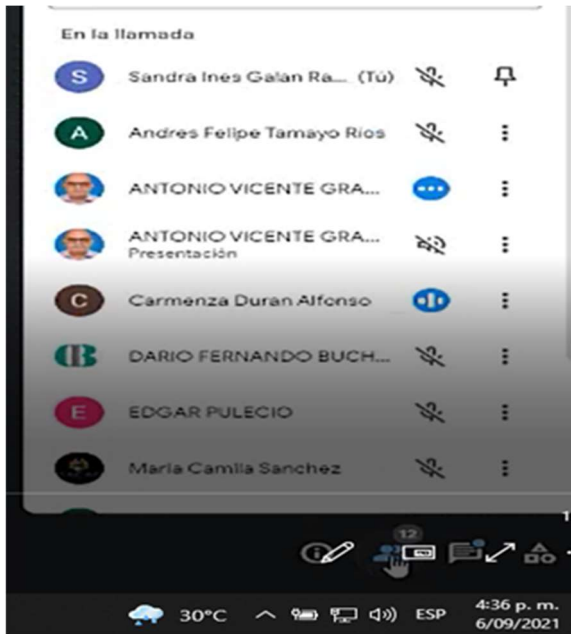 En la llamada
S Sandra Ines Galan Ra... (Tú)
A Andres Felipe Tamayo Rios
ANTONIO VICENTE GRA...
ANTONIO VICENTE GRA...
Presentación
C Carmenza Duran Alfonso
DARIO FERNANDO BUCH...
E EDGAR PULECIO
Maria Camila Sanchez
12
30°C ESP 4:36 p. m.
6/09/2021